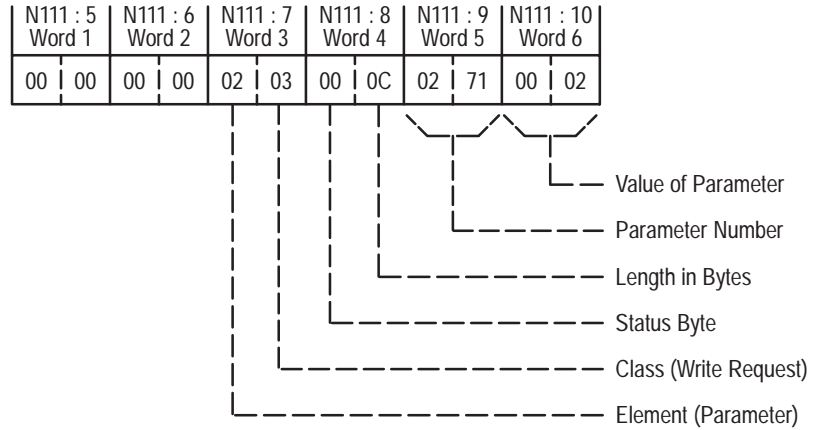 N111 : 5 N111 : 6 N111 : 7 N111 : 8 N111 : 9 N111 : 10
Word 1 Word 2 Word 3 Word 4 Word 5 Word 6
00 00 00 00 02 03 00 0C 02 71 00 02
Value of Parameter
Parameter Number
Length in Bytes
Status Byte
Class (Write Request)
Element (Parameter)